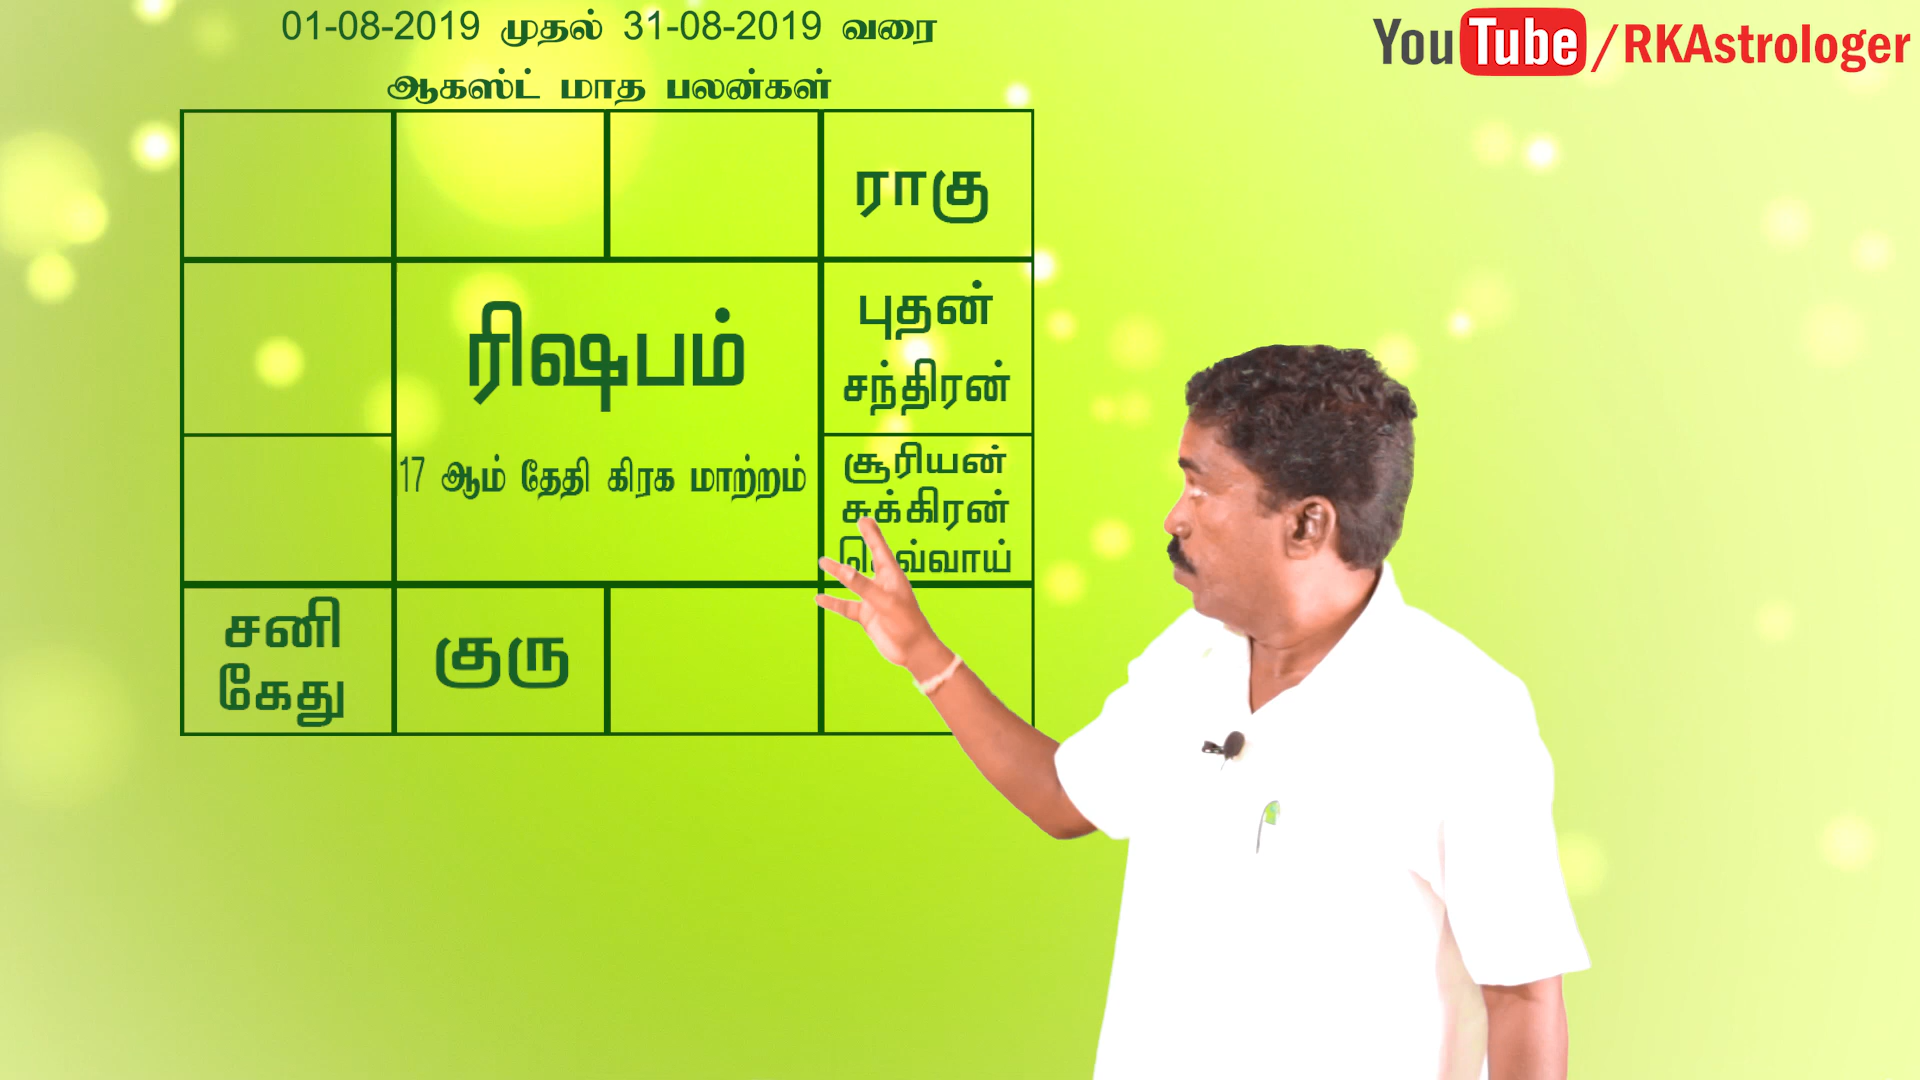 01-08-2019 முதல் 31-08-2019 வரை
YouTube/RKAstrologer
ஆகஸ்ட் மாத பலன்கள்
ராகு
புதன்
சந்திரன்
ரிஷபம்
17 ஆம் தேதி கிரக மாற்றம்
சூரியன்
சுக்கிரன்
செவ்வாய்
சனி
கேது
குரு